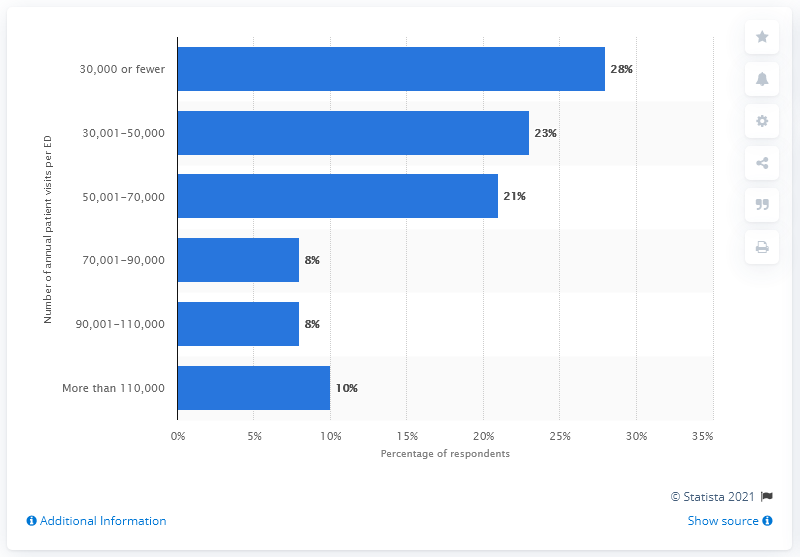 Number of annual patient visits per ED
30,000 or fewer
28%
30,001–50,000
23%
50,001–70,000
21%
70,001–90,000
8%
90,001–110,000
8%
More than 110,000
10%
0% 5% 10% 15% 20% 25% 30% 35%
Percentage of respondents
© Statista 2021
Additional Information
Show source